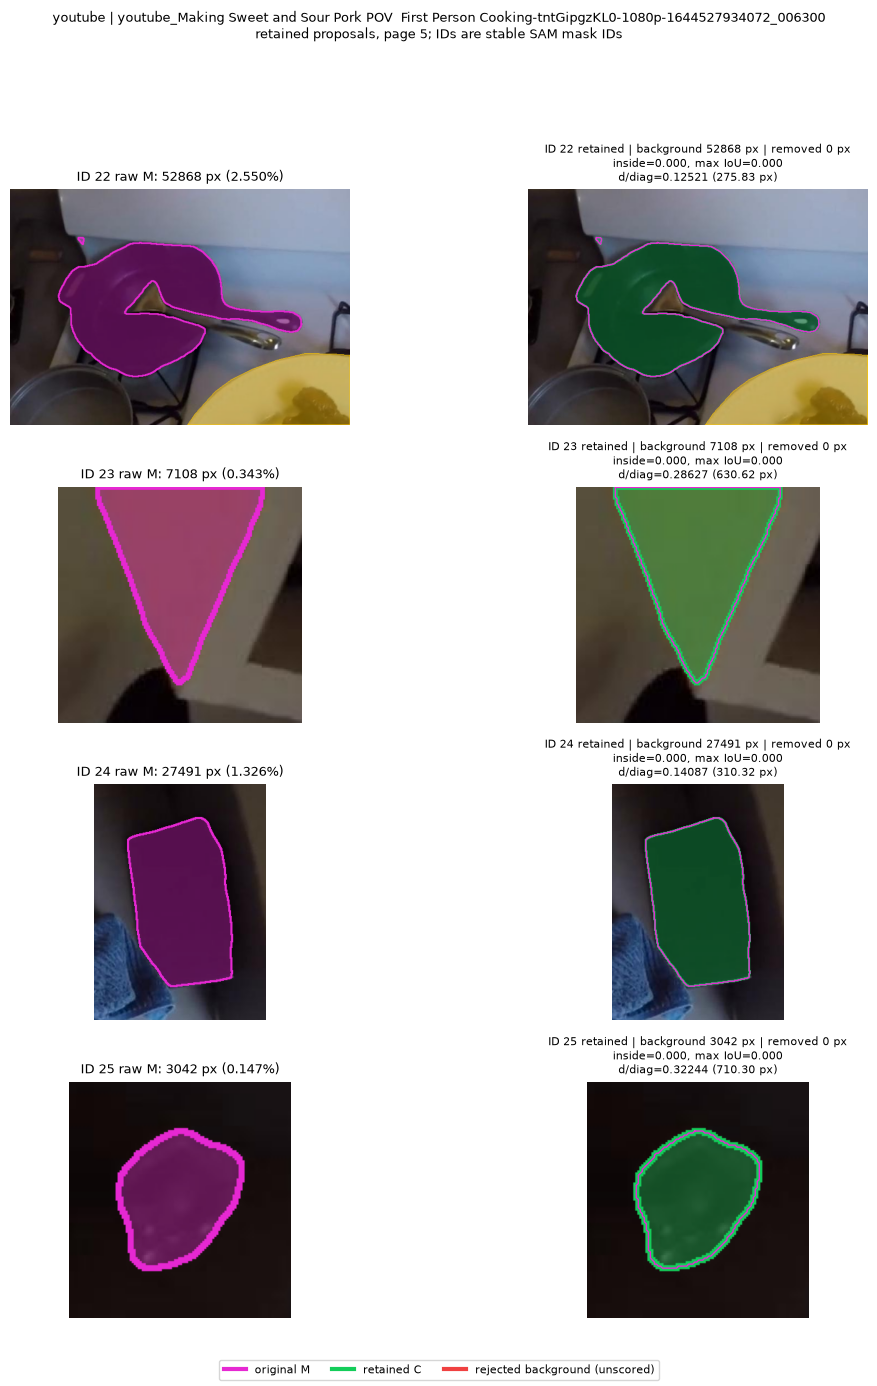 youtube | youtube_Making Sweet and Sour Pork POV  First Person Cooking-tntGipgzKL0-1080p-1644527934072_006300
retained proposals, page 5; IDs are stable SAM mask IDs
ID 22 raw M: 52868 px (2.550%)
ID 22 retained | background 52868 px | removed 0 px
inside=0.000, max IoU=0.000
d/diag=0.12521 (275.83 px)
ID 23 raw M: 7108 px (0.343%)
ID 23 retained | background 7108 px | removed 0 px
inside=0.000, max IoU=0.000
d/diag=0.28627 (630.62 px)
ID 24 raw M: 27491 px (1.326%)
ID 24 retained | background 27491 px | removed 0 px
inside=0.000, max IoU=0.000
d/diag=0.14087 (310.32 px)
ID 25 raw M: 3042 px (0.147%)
ID 25 retained | background 3042 px | removed 0 px
inside=0.000, max IoU=0.000
d/diag=0.32244 (710.30 px)
original M
retained C
rejected background (unscored)